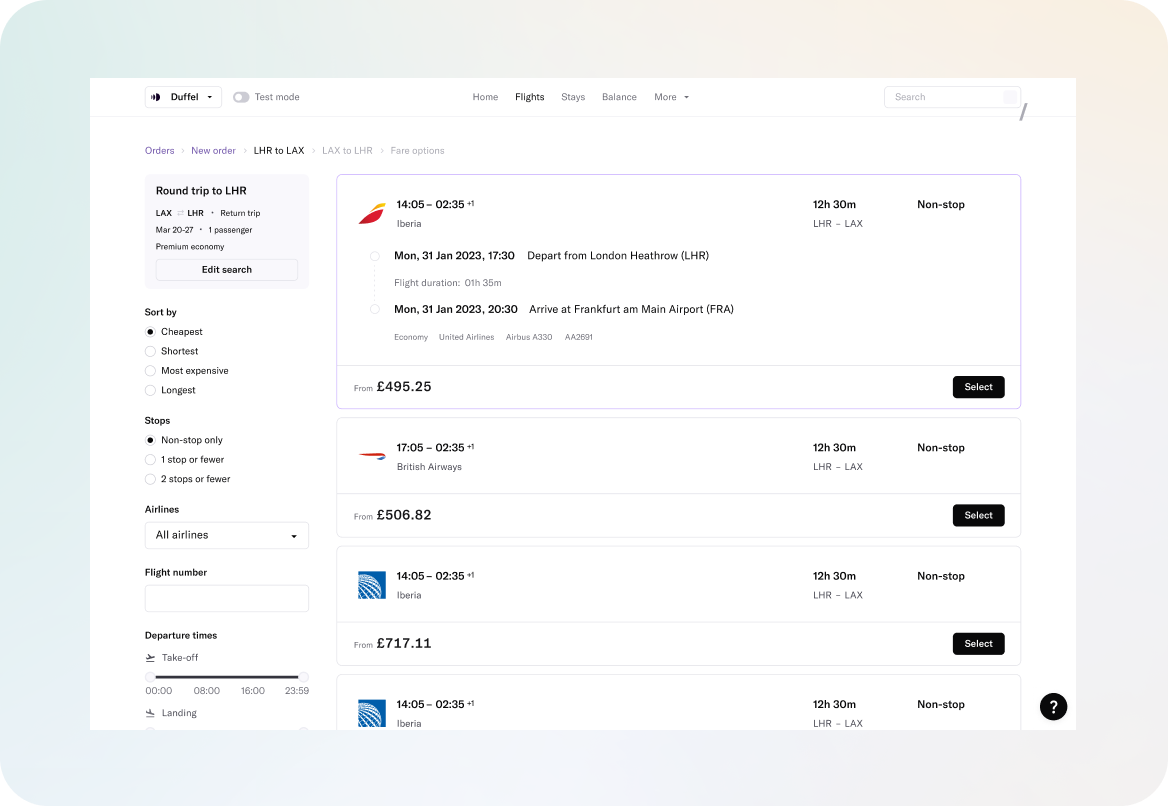 Duffel
Test mode
Home Flights Stays Balance More
Search
/
Orders › New order › LHR to LAX › LAX to LHR › Fare options
Round trip to LHR
LAX ⇄ LHR • Return trip
Mar 20-27 • 1 passenger
Premium economy
Edit search
Sort by
Cheapest
Shortest
Most expensive
Longest
Stops
Non-stop only
1 stop or fewer
2 stops or fewer
Airlines
All airlines
Flight number
Departure times
Take-off
00:00 08:00 16:00 23:59
Landing
14:05 – 02:35 +1 12h 30m Non-stop
Iberia LHR – LAX
Mon, 31 Jan 2023, 17:30 Depart from London Heathrow (LHR)
Flight duration: 01h 35m
Mon, 31 Jan 2023, 20:30 Arrive at Frankfurt am Main Airport (FRA)
Economy United Airlines Airbus A330 AA2691
From £495.25 Select
17:05 – 02:35 +1 12h 30m Non-stop
British Airways LHR – LAX
From £506.82 Select
14:05 – 02:35 +1 12h 30m Non-stop
Iberia LHR – LAX
From £717.11 Select
14:05 – 02:35 +1 12h 30m Non-stop
Iberia LHR – LAX
?